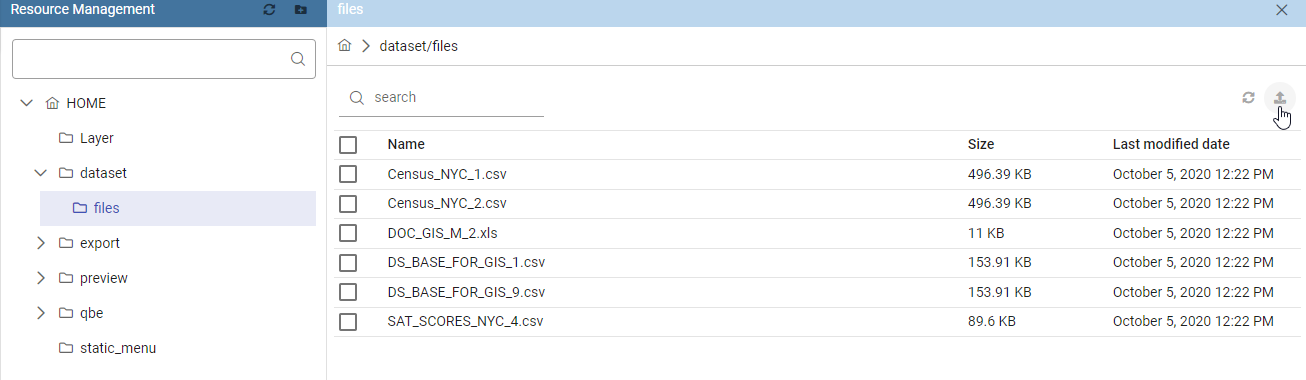 Resource Management
files
HOME
Layer
dataset
files
export
preview
qbe
static_menu
dataset/files
search
Name Size Last modified date
Census_NYC_1.csv 496.39 KB October 5, 2020 12:22 PM
Census_NYC_2.csv 496.39 KB October 5, 2020 12:22 PM
DOC_GIS_M_2.xls 11 KB October 5, 2020 12:22 PM
DS_BASE_FOR_GIS_1.csv 153.91 KB October 5, 2020 12:22 PM
DS_BASE_FOR_GIS_9.csv 153.91 KB October 5, 2020 12:22 PM
SAT_SCORES_NYC_4.csv 89.6 KB October 5, 2020 12:22 PM